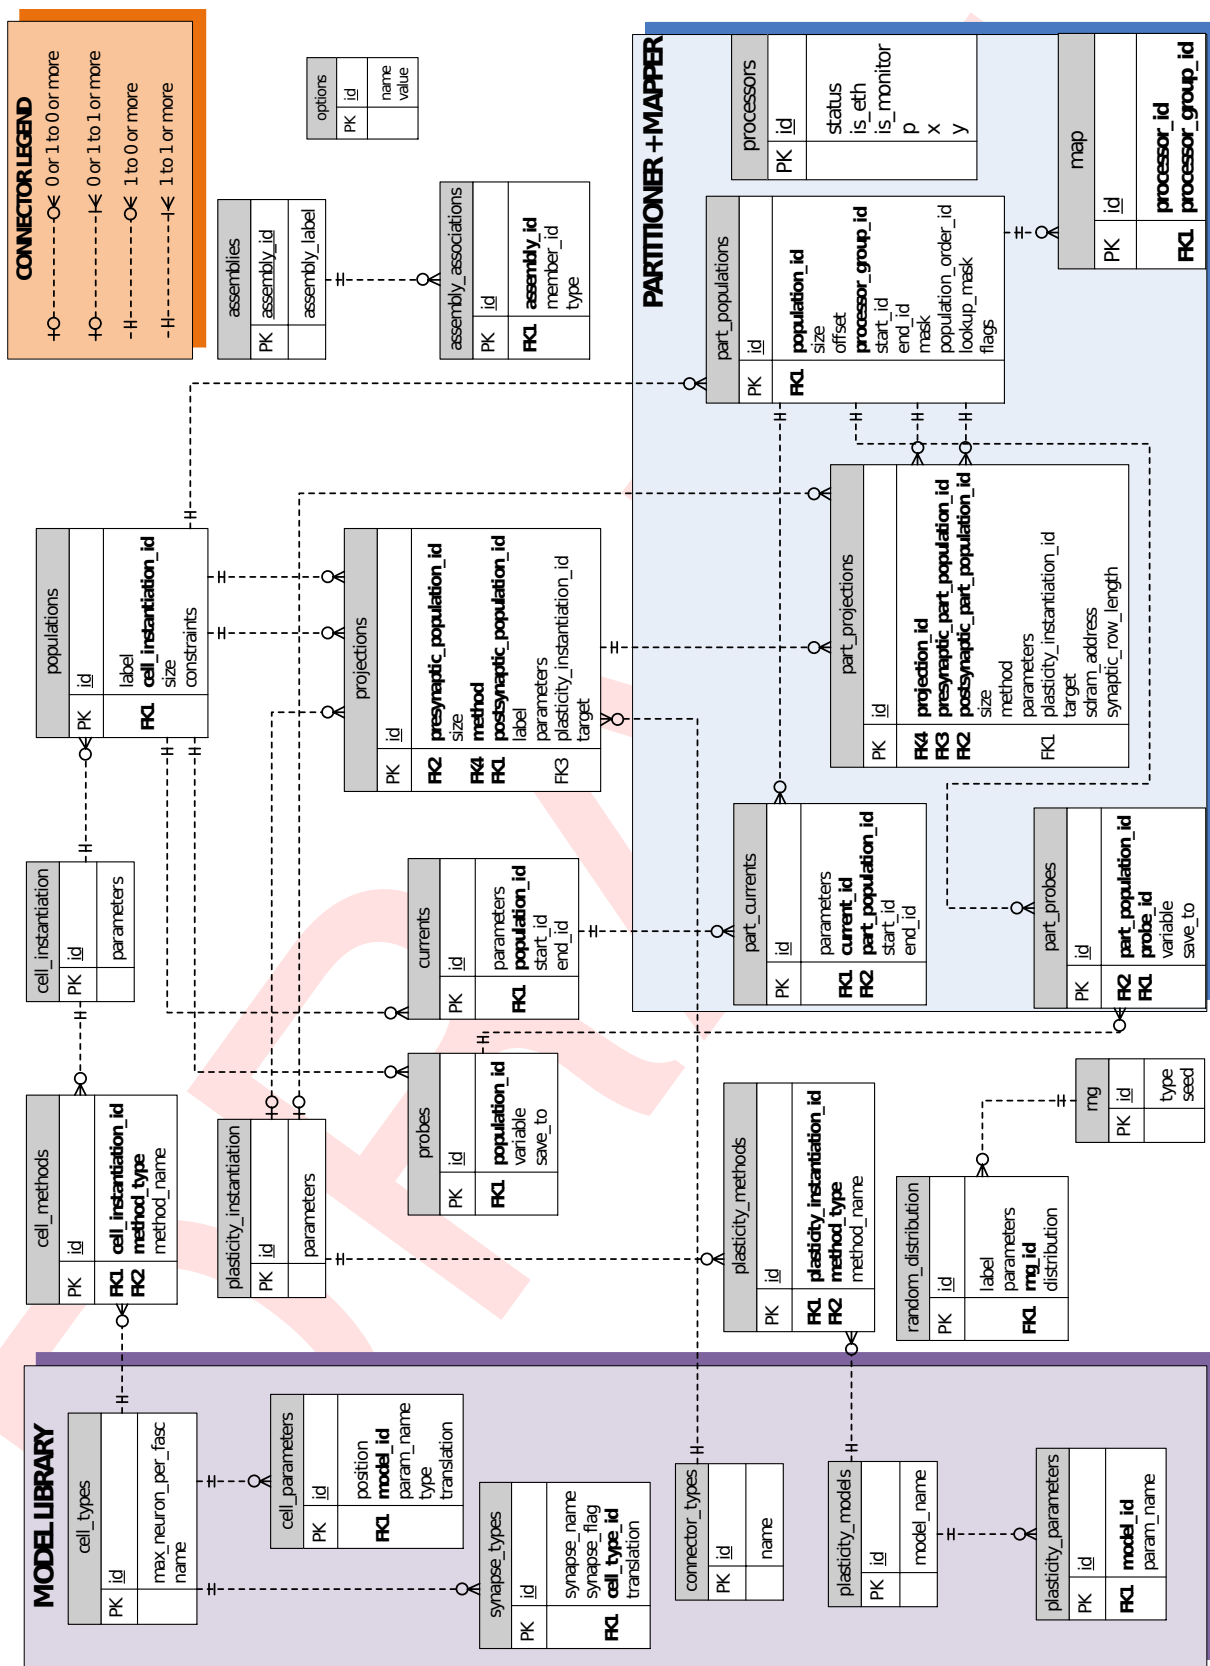 MODEL LIBRARY
cell_types
PK id
max_neuron_per_fasc
name
cell_parameters
PK id
position
FK1 model_id
param_name
type
translation
synapse_types
PK id
synapse_name
synapse_flag
FK1 cell_type_id
translation
connector_types
PK id
name
plasticity_models
PK id
model_name
plasticity_parameters
PK id
FK1 model_id
param_name
cell_methods
PK id
FK1 cell_instantiation_id
FK2 method_type
method_name
plasticity_instantiation
PK id
parameters
probes
PK id
FK1 population_id
variable
save_to
plasticity_methods
PK id
FK1 plasticity_instantiation_id
FK2 method_type
method_name
random_distribution
PK id
label
parameters
FK1 rng_id
distribution
rng
PK id
type
seed
cell_instantiation
PK id
parameters
currents
PK id
parameters
FK1 population_id
start_id
end_id
populations
PK id
label
FK1 cell_instantiation_id
size
constraints
projections
PK id
FK2 presynaptic_population_id
size
FK4 method
FK1 postsynaptic_population_id
label
parameters
FK3 plasticity_instantiation_id
target
CONNECTOR LEGEND
0 or 1 to 0 or more
0 or 1 to 1 or more
1 to 0 or more
1 to 1 or more
assemblies
PK assembly_id
assembly_label
assembly_associations
PK id
FK1 assembly_id
member_id
type
options
PK id
name
value
PARTITIONER + MAPPER
part_currents
PK id
parameters
FK1 current_id
FK2 part_population_id
start_id
end_id
part_probes
PK id
FK2 part_population_id
FK1 probe_id
variable
save_to
part_projections
PK id
FK4 projection_id
FK3 presynaptic_part_population_id
FK2 postsynaptic_part_population_id
size
method
parameters
FK1 plasticity_instantiation_id
target
sdram_address
synaptic_row_length
part_populations
PK id
FK1 population_id
size
offset
processor_group_id
start_id
end_id
mask
population_order_id
lookup_mask
flags
processors
PK id
status
is_eth
is_monitor
p
x
y
map
PK id
processor_id
FK1 processor_group_id